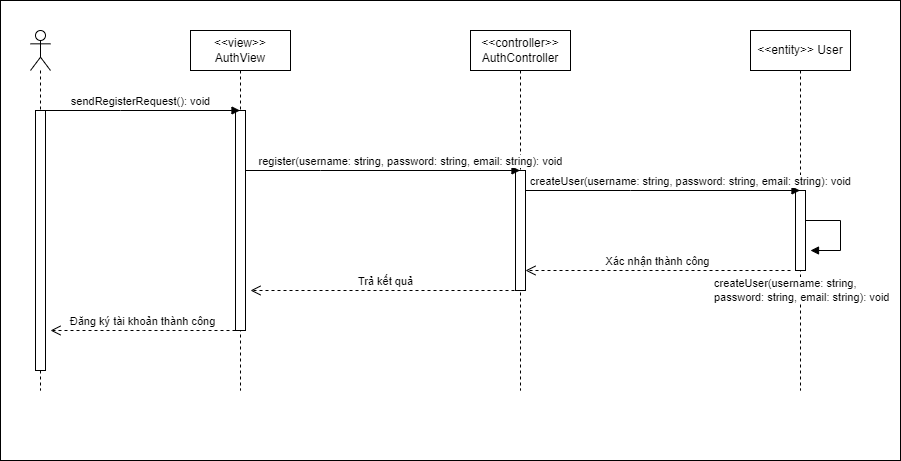 <<view>>
AuthView
<<controller>>
AuthController
<<entity>> User
sendRegisterRequest(): void
register(username: string, password: string, email: string): void
createUser(username: string, password: string, email: string): void
Xác nhận thành công
Trả kết quả
createUser(username: string,
password: string, email: string): void
Đăng ký tài khoản thành công